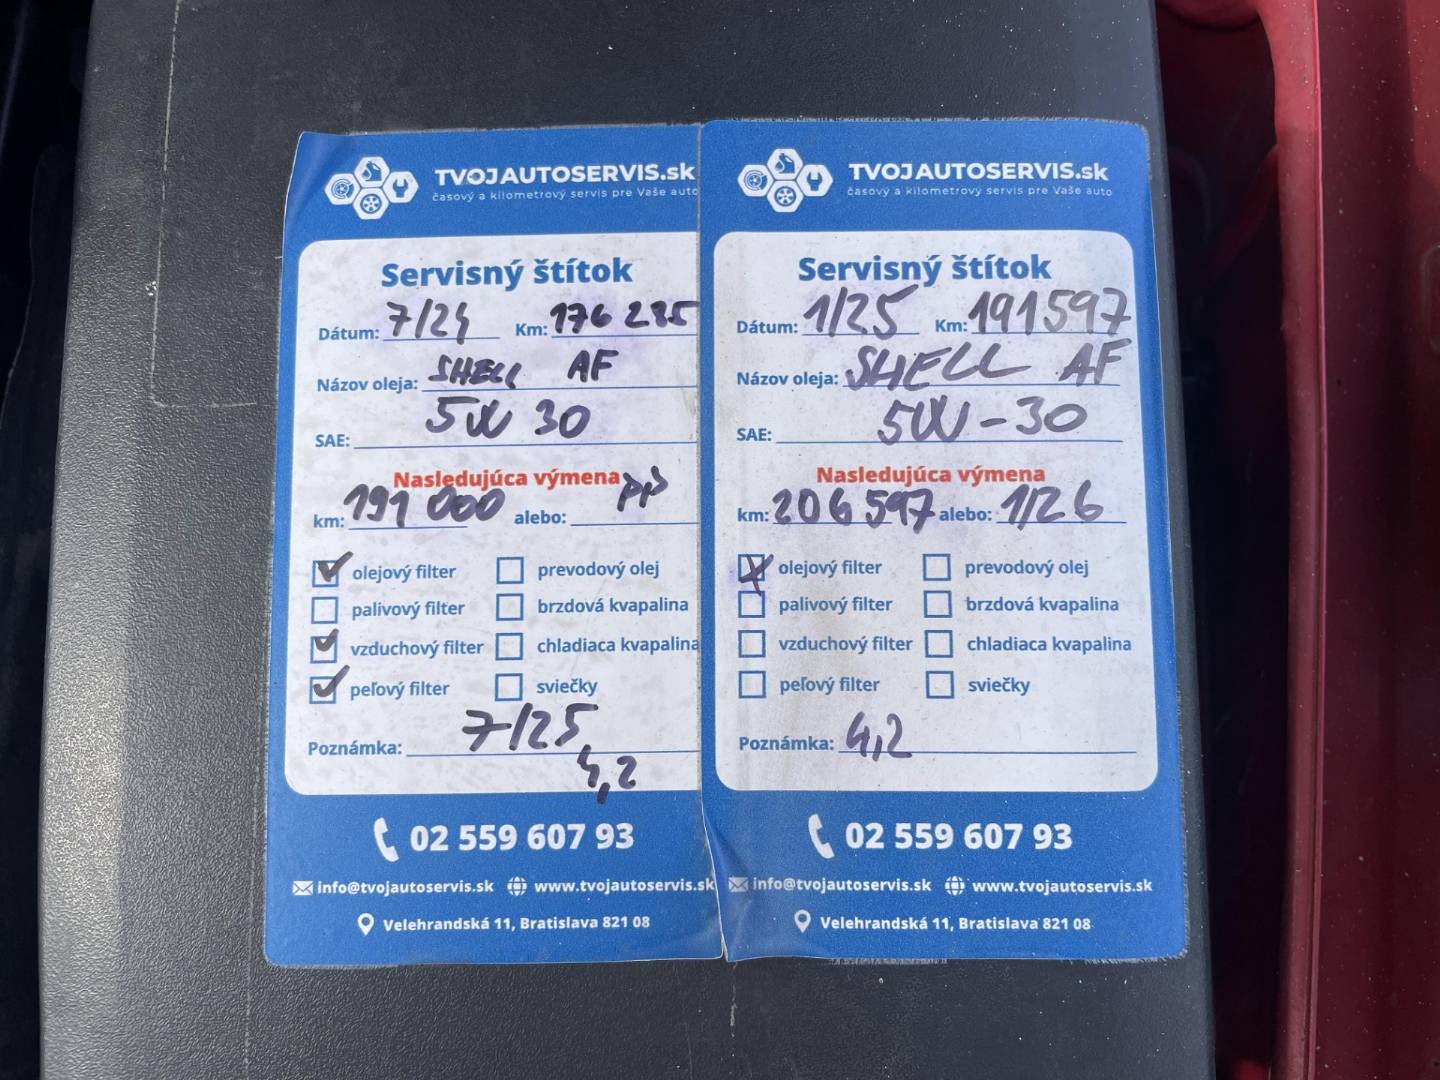 TVOJAUTOSERVIS.sk
časový a kilometrový servis pre Vaše auto
Servisný štítok
Dátum: 7/24 Km: 176 235
Názov oleja: SHELL AF
5W 30
SAE:
Nasledujúca výmena
km: 191 000 alebo:
olejový filter prevodový olej
palivový filter brzdová kvapalina
vzduchový filter chladiaca kvapalina
peľový filter sviečky
Poznámka: 7/25
4,2
02 559 607 93
info@tvojautoservis.sk www.tvojautoservis.sk
Velehrandská 11, Bratislava 821 08
TVOJAUTOSERVIS.sk
časový a kilometrový servis pre Vaše auto
Servisný štítok
Dátum: 1/25 Km: 191597
Názov oleja: SHELL AF
SAE: 5W-30
Nasledujúca výmena
km: 206 597 alebo: 1/26
olejový filter prevodový olej
palivový filter brzdová kvapalina
vzduchový filter chladiaca kvapalina
peľový filter sviečky
Poznámka: 4,2
02 559 607 93
info@tvojautoservis.sk www.tvojautoservis.sk
Velehrandská 11, Bratislava 821 08